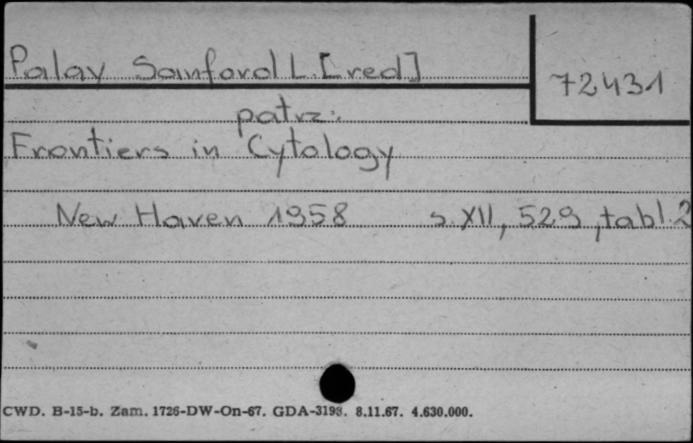 Palay Sanford L. [red]
72431
patrz:
Frontiers in Cytology
New Haven 1958 s. XII, 529, tabl. 2
CWD. B-15-b. Zam. 1726-DW-On-67. GDA-3198. 8.11.67. 4.630.000.